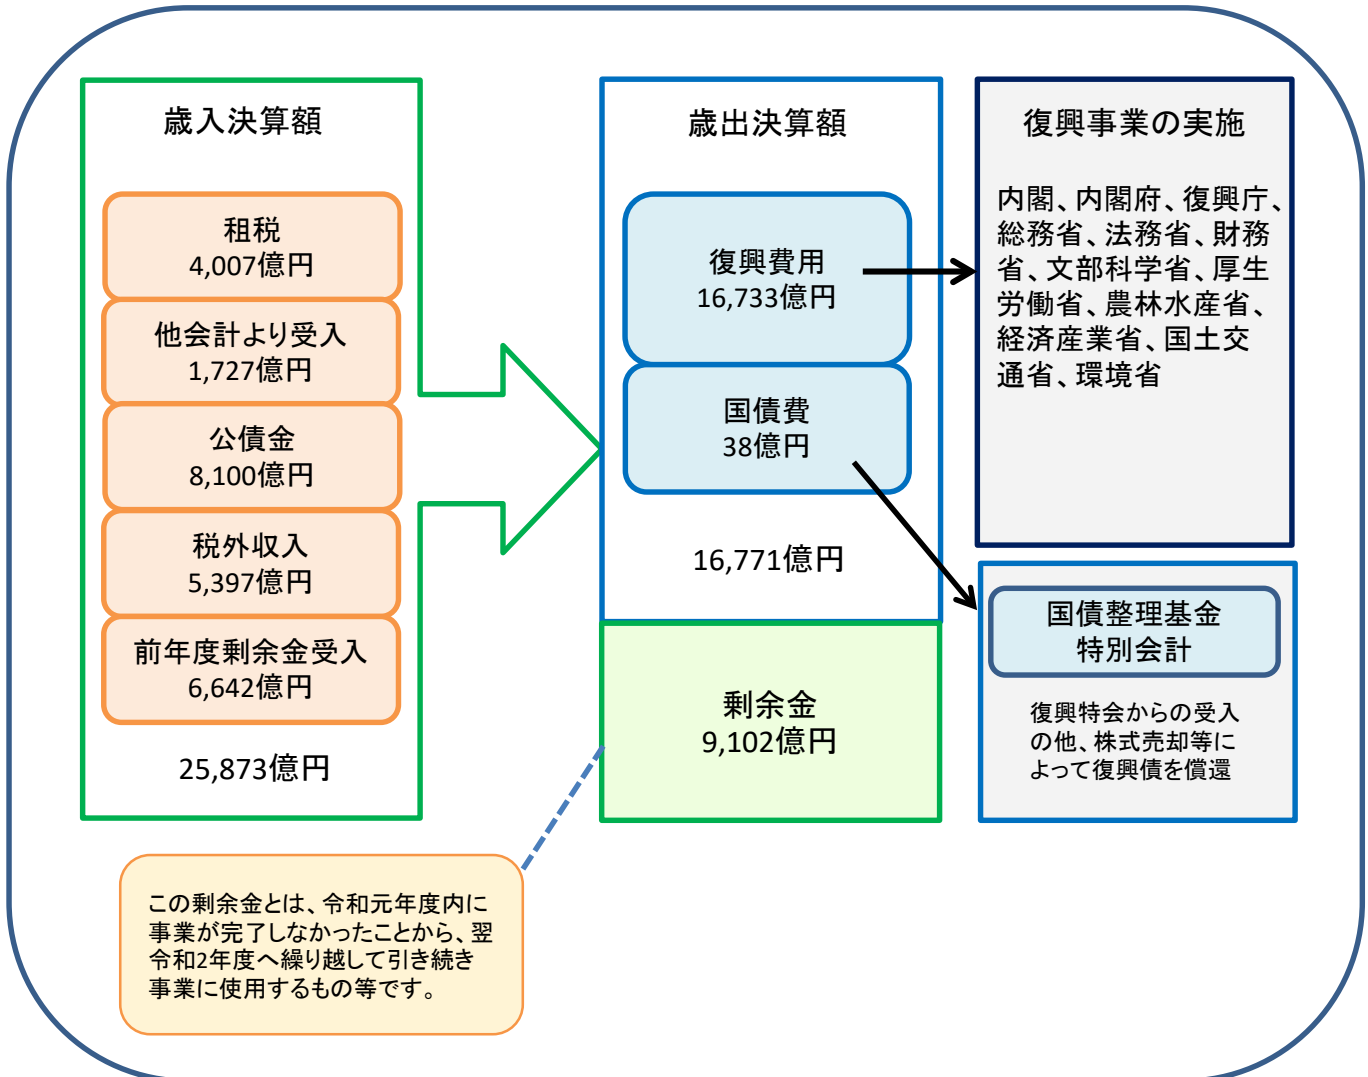 歳入決算額
租税
4,007億円
他会計より受入
1,727億円
公債金
8,100億円
税外収入
5,397億円
前年度剰余金受入
6,642億円
25,873億円
歳出決算額
復興費用
16,733億円
国債費
38億円
16,771億円
剰余金
9,102億円
復興事業の実施
内閣、内閣府、復興庁、
総務省、法務省、財務
省、文部科学省、厚生
労働省、農林水産省、
経済産業省、国土交
通省、環境省
国債整理基金
特別会計
復興特会からの受入
の他、株式売却等に
よって復興債を償還
この剰余金とは、令和元年度内に
事業が完了しなかったことから、翌
令和2年度へ繰り越して引き続き
事業に使用するもの等です。